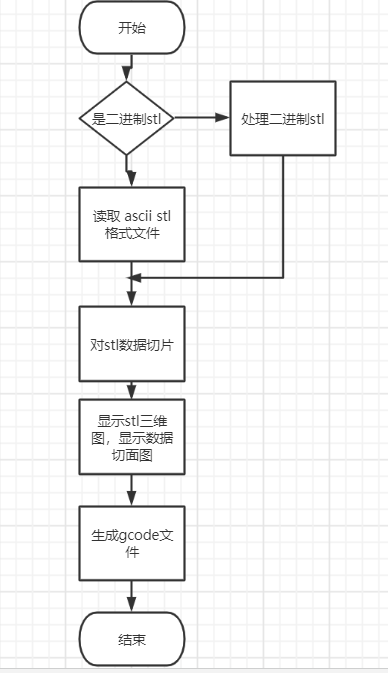 开始
是二进制stl
处理二进制stl
读取 ascii stl
格式文件
对stl数据切片
显示stl三维
图，显示数据
切面图
生成gcode文
件
结束